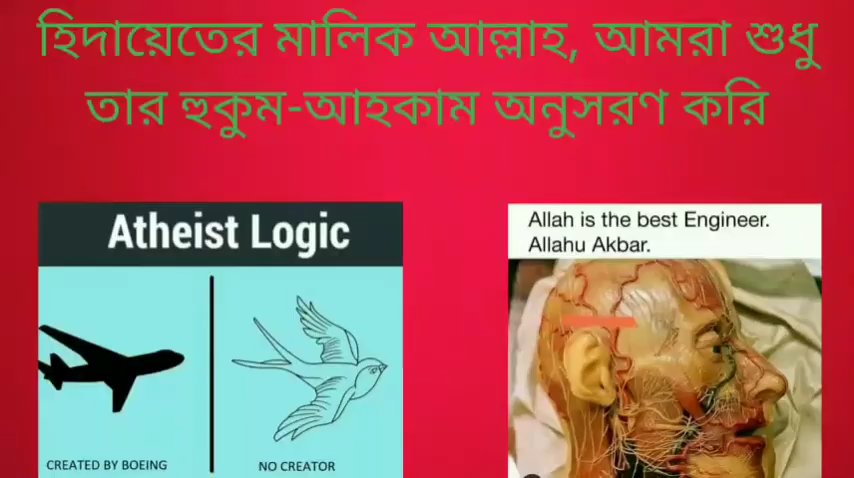 হিদায়েতের মালিক আল্লাহ, আমরা শুধু
তার হুকুম-আহকাম অনুসরণ করি
Atheist Logic
CREATED BY BOEING
NO CREATOR
Allah is the best Engineer.
Allahu Akbar.